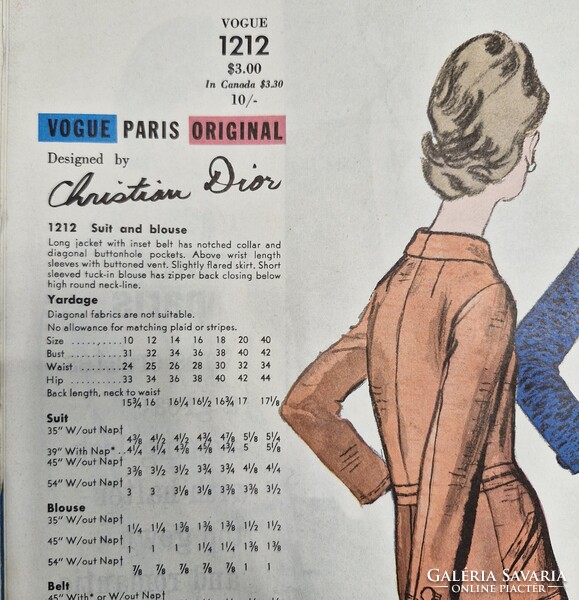 VOGUE
1212
$3.00
In Canada $3.30
10/-
VOGUE PARIS ORIGINAL
Designed by
Christian Dior
1212 Suit and blouse
Long jacket with inset belt has notched collar and
diagonal buttonhole pockets. Above wrist length
sleeves with buttoned vent. Slightly flared skirt. Short
sleeved tuck-in blouse has zipper back closing below
high round neck-line.
Yardage
Diagonal fabrics are not suitable.
No allowance for matching plaid or stripes.
Size ......,.... 10 12 14 16 18 20 40
Bust ........... 31 32 34 36 38 40 42
Waist .......... 24 25 26 28 30 32 34
Hip ............ 33 34 36 38 40 42 44
Back length, neck to waist
15¾ 16 16¼ 16½ 16¾ 17 17⅛
Suit
35" W/out Nap† 4⅜ 4½ 4½ 4¾ 4⅞ 5⅛ 5¼
39" With Nap* .. 4¼ 4¼ 4⅜ 4¾ 4¾ 5 5⅛
45" W/out Nap† 3⅜ 3½ 3½ 3¾ 3¾ 4⅛ 4¼
54" W/out Nap† 3 3 3⅛ 3⅛ 3⅜ 3¾ 3¾
Blouse
35" W/out Nap† 1¼ 1¼ 1⅜ 1⅜ 1⅜ 1½ 1½
45" W/out Nap† 1 1 1 1¼ 1¼ 1⅜ 1⅜
54" W/out Nap† ⅞ ⅞ ⅞ ⅞ ⅞ 1 1
Belt
45" With* or W/out Nap†
GALÉRIA SAVARIA
ONLINE PIACTÉR